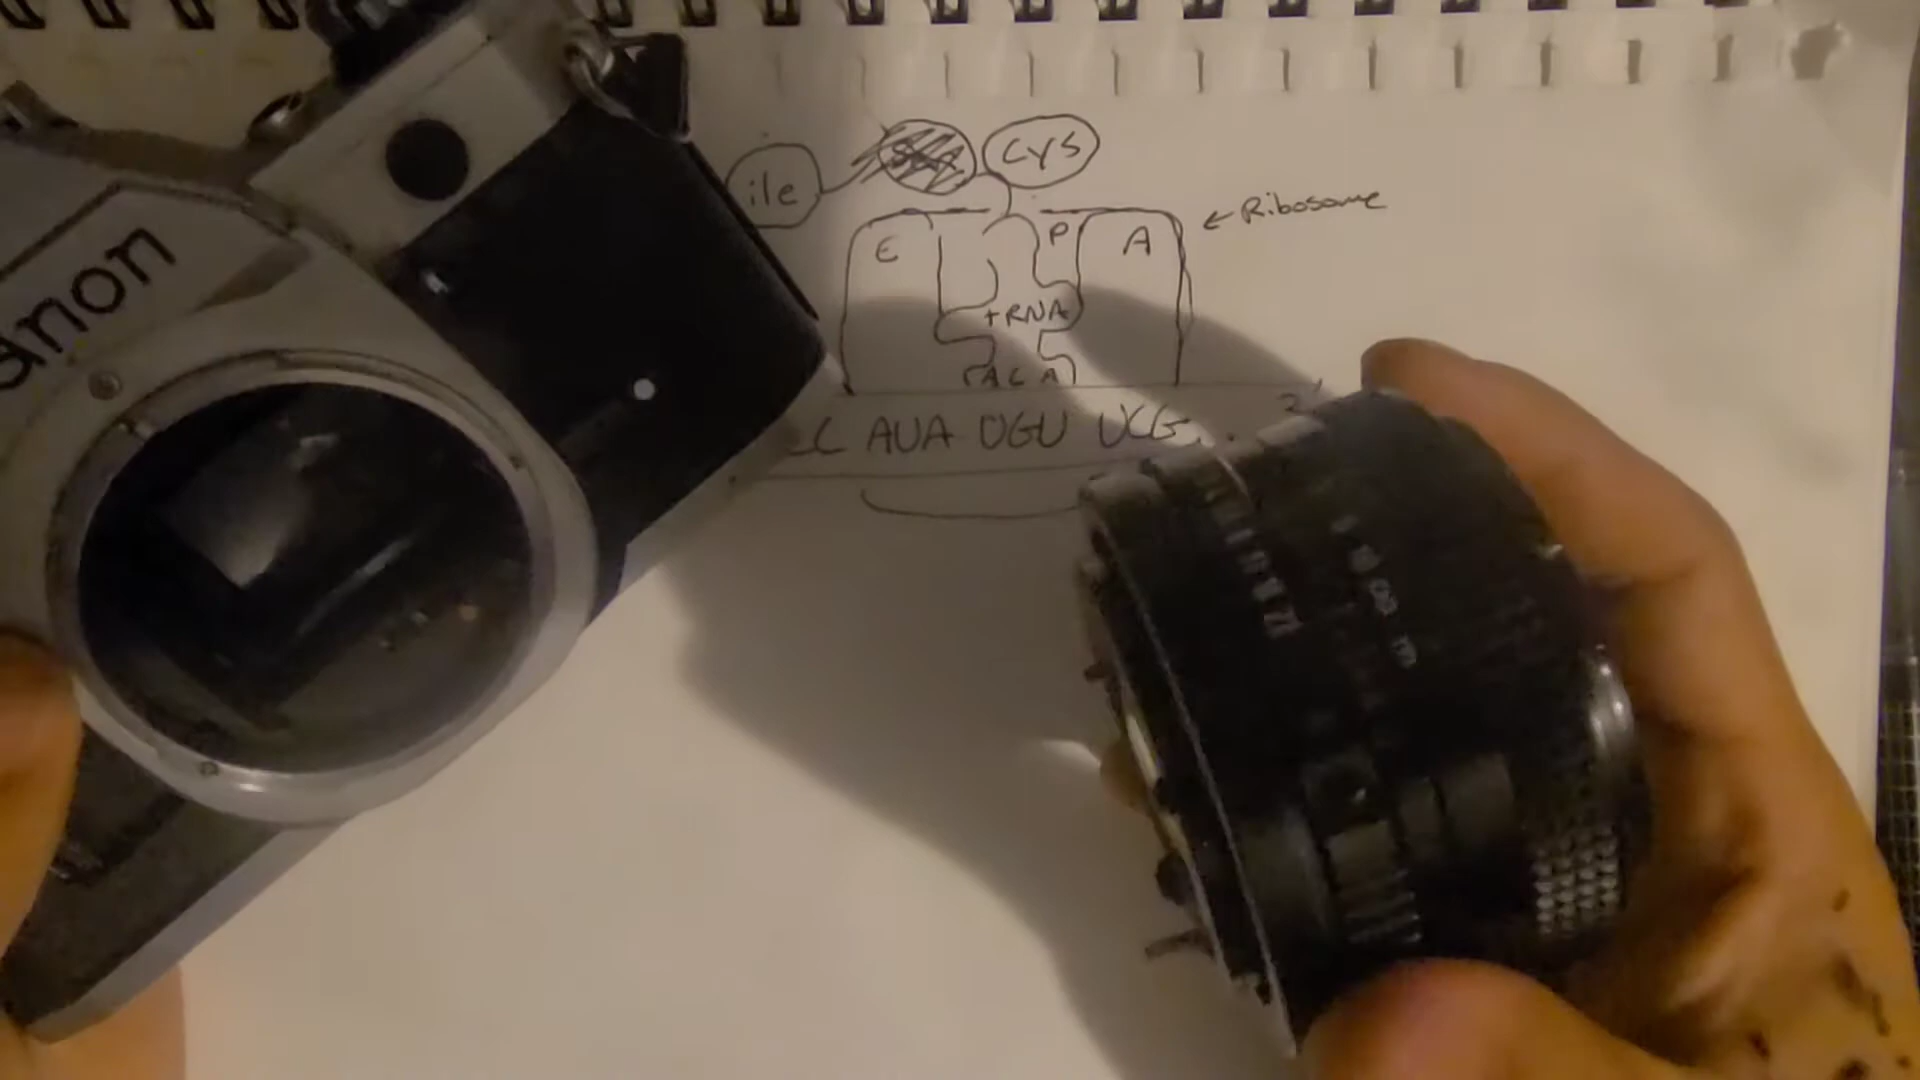 anon
ile
cys
E P A
← Ribosome
tRNA
ACA
C AUA UGU UCG...